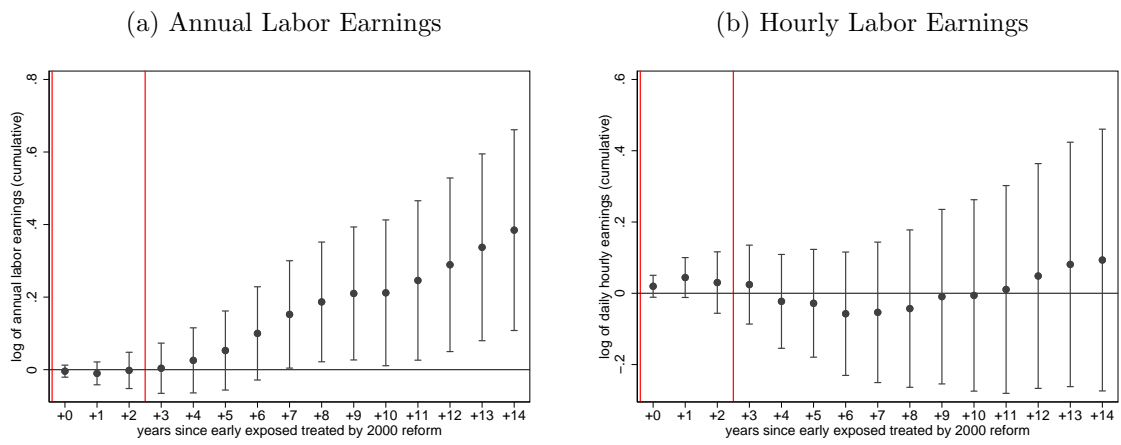 (a) Annual Labor Earnings
log of annual labor earnings (cumulative)
.8
.6
.4
.2
0
+0 +1 +2 +3 +4 +5 +6 +7 +8 +9 +10 +11 +12 +13 +14
years since early exposed treated by 2000 reform
(b) Hourly Labor Earnings
log of daily hourly earnings (cumulative)
.6
.4
.2
0
-.2
+0 +1 +2 +3 +4 +5 +6 +7 +8 +9 +10 +11 +12 +13 +14
years since early exposed treated by 2000 reform